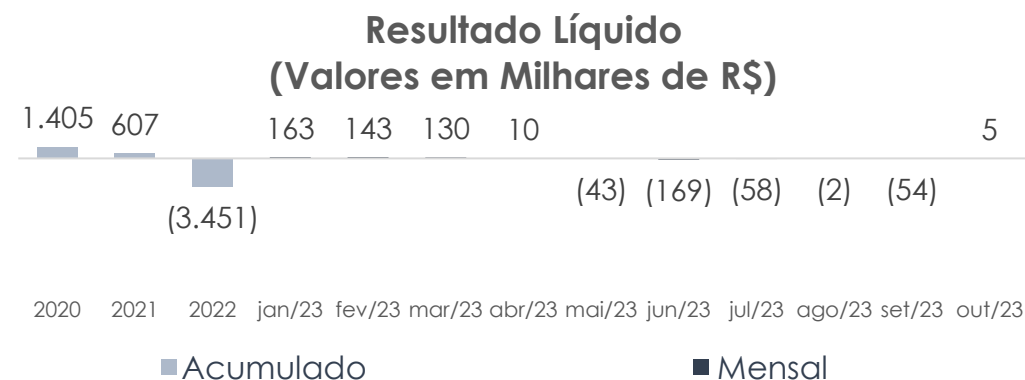 Resultado Líquido
(Valores em Milhares de R$)
1.405 607 163 143 130 10 5
(3.451) (43) (169) (58) (2) (54)
2020 2021 2022 jan/23 fev/23 mar/23 abr/23 mai/23 jun/23 jul/23 ago/23 set/23 out/23
Acumulado Mensal